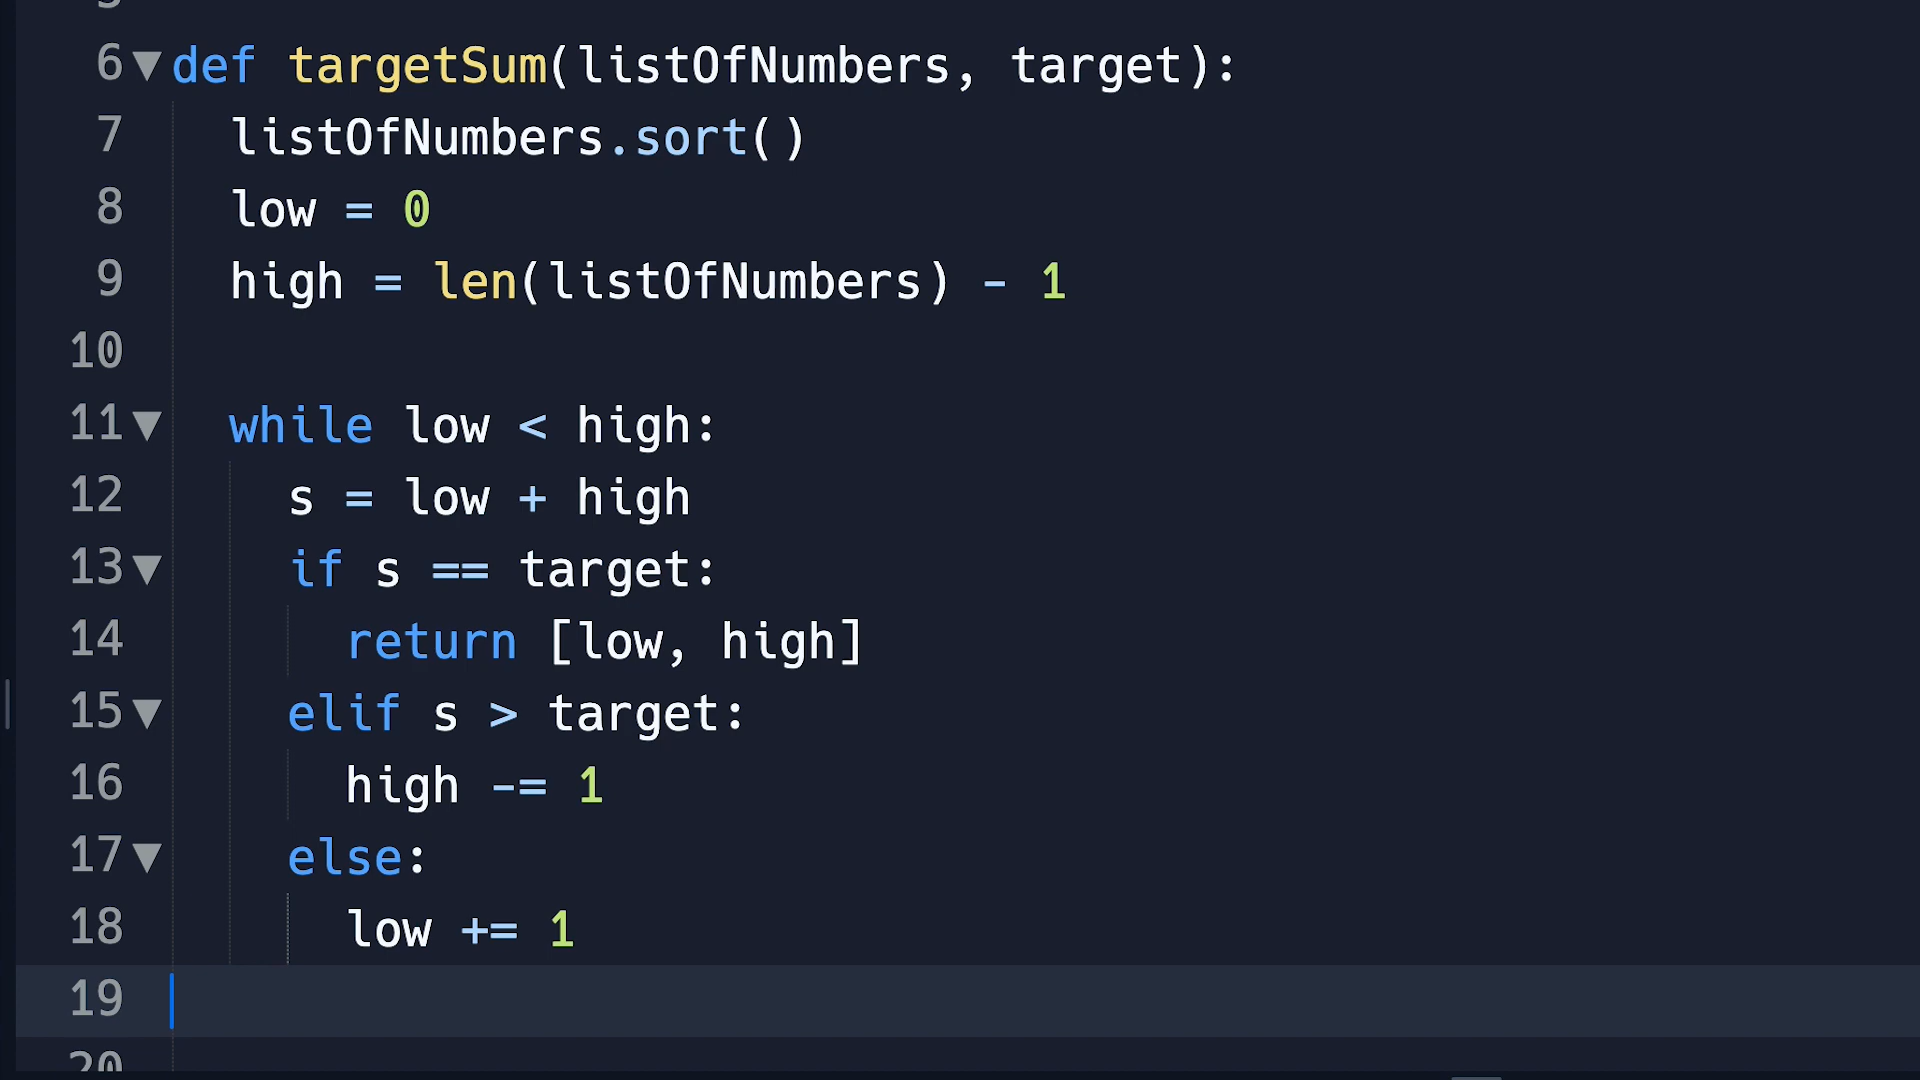 6 def targetSum(listOfNumbers, target):
7 listOfNumbers.sort()
8 low = 0
9 high = len(listOfNumbers) - 1
10
11 while low < high:
12 s = low + high
13 if s == target:
14 return [low, high]
15 elif s > target:
16 high -= 1
17 else:
18 low += 1
19
20